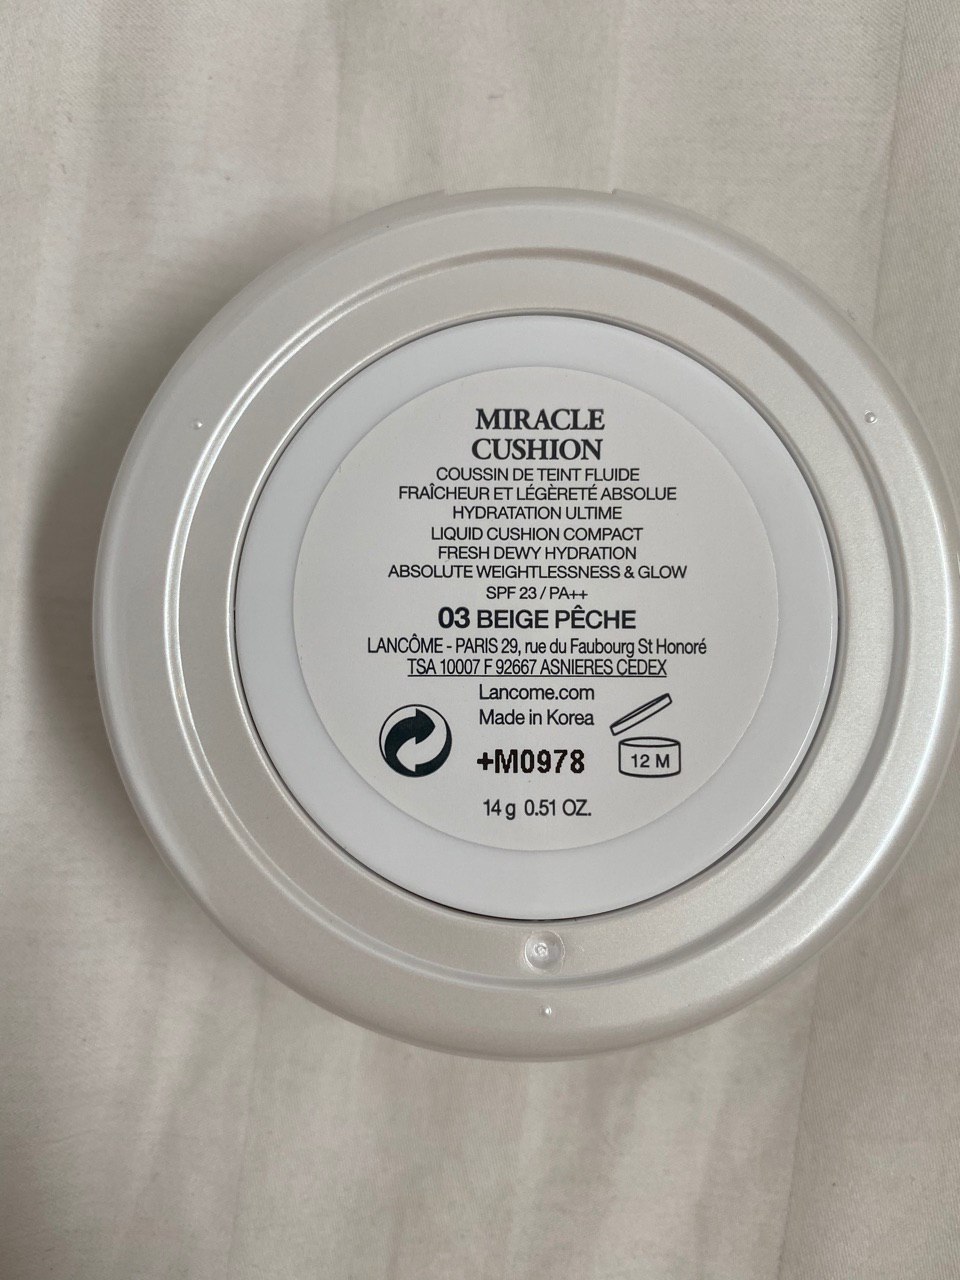 MIRACLE
CUSHION
COUSSIN DE TEINT FLUIDE
FRAÎCHEUR ET LÉGÈRETÉ ABSOLUE
HYDRATATION ULTIME
LIQUID CUSHION COMPACT
FRESH DEWY HYDRATION
ABSOLUTE WEIGHTLESSNESS & GLOW
SPF 23 / PA++
03 BEIGE PÊCHE
LANCÔME - PARIS 29, rue du Faubourg St Honoré
TSA 10007 F 92667 ASNIERES CEDEX
Lancome.com
Made in Korea
+M0978
12 M
14 g 0.51 OZ.